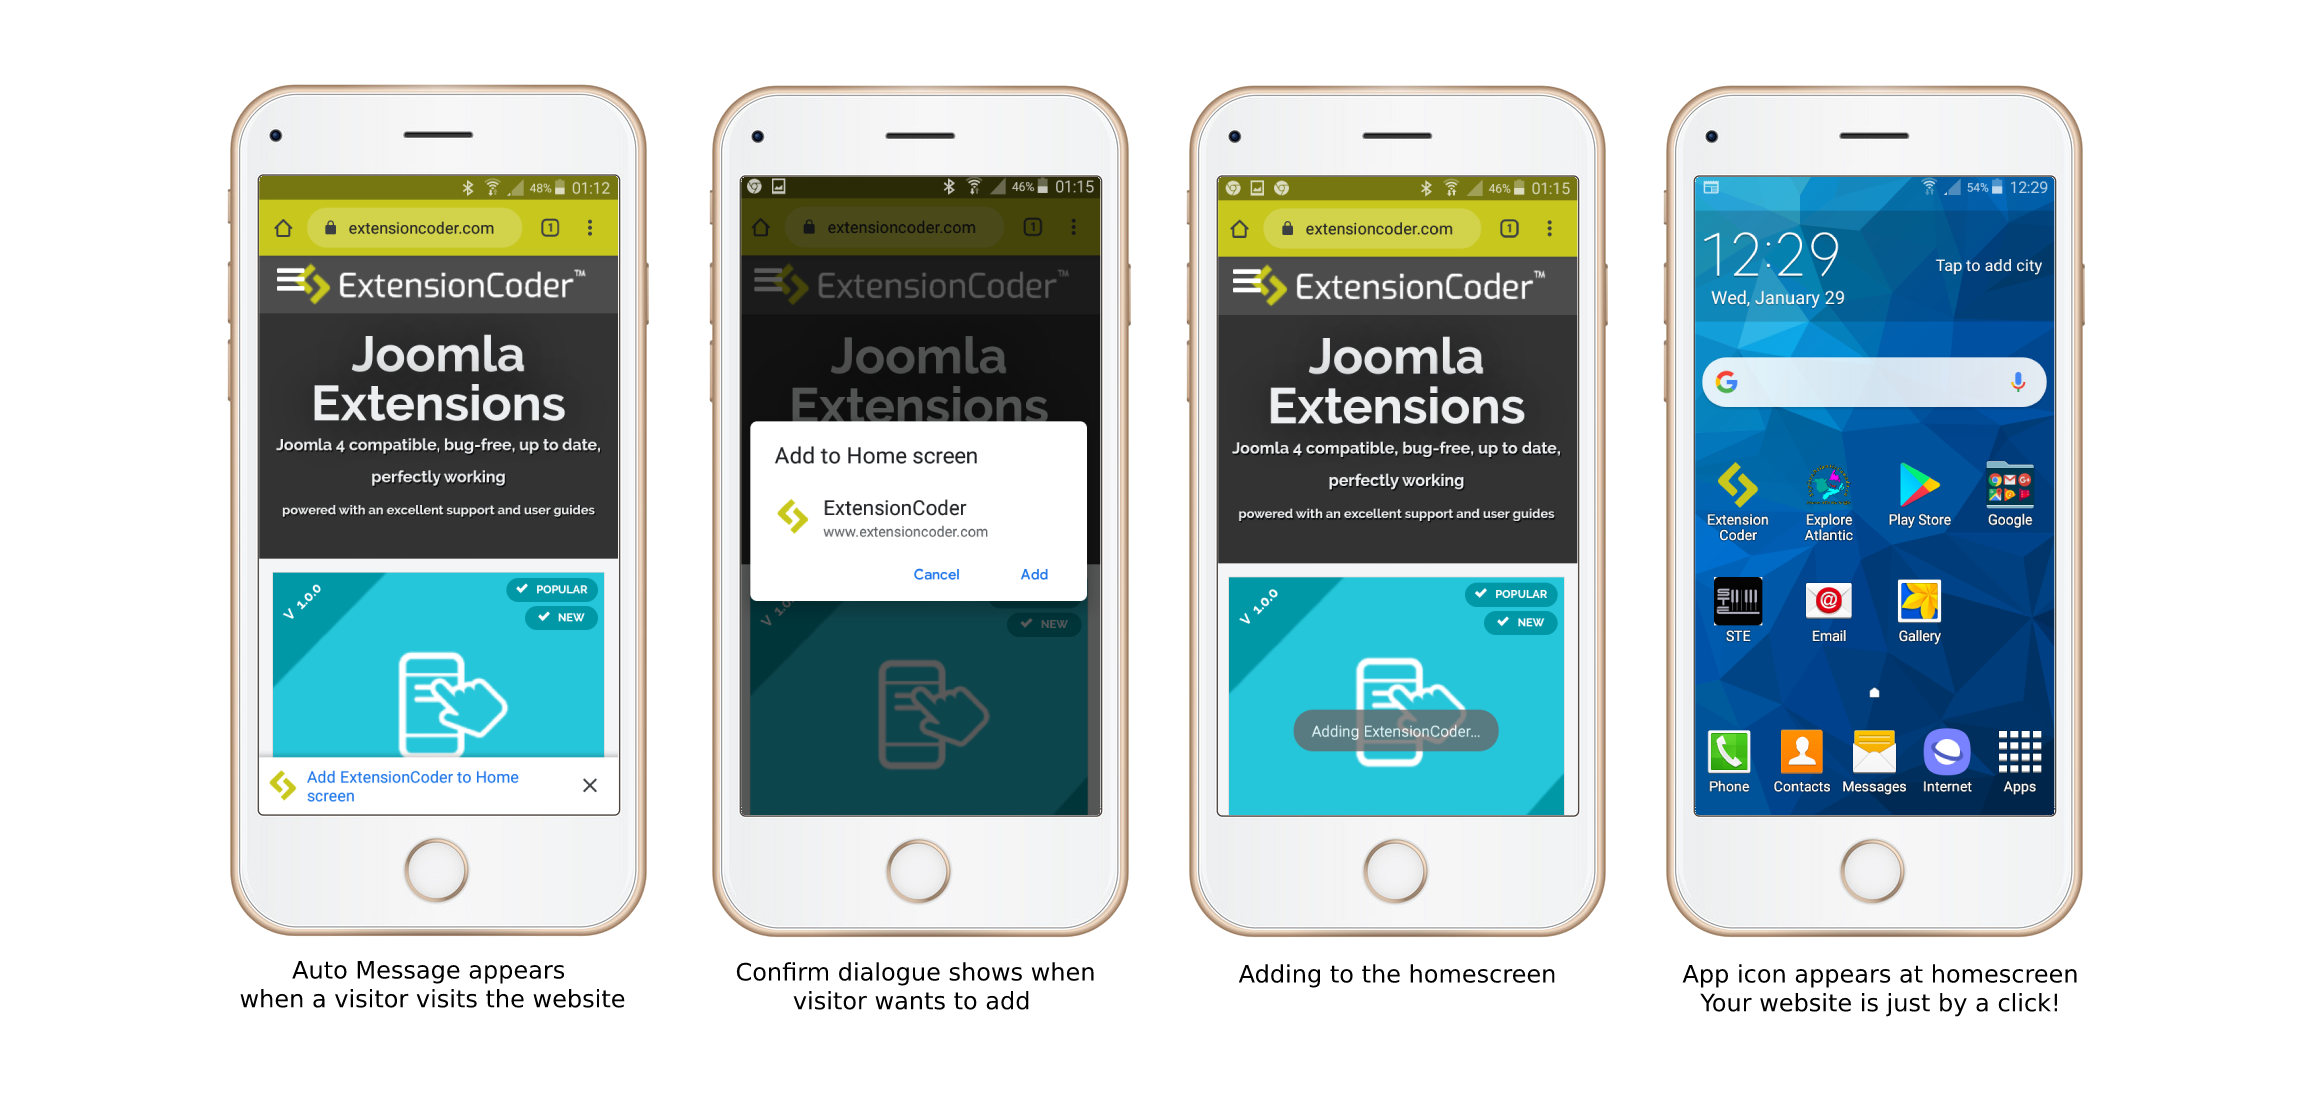 48% 01:12
extensioncoder.com 1
ExtensionCoder™
Joomla
Extensions
Joomla 4 compatible, bug-free, up to date,
perfectly working
powered with an excellent support and user guides
V 1.0.0
POPULAR
NEW
Add ExtensionCoder to Home
screen
Auto Message appears
when a visitor visits the website
46% 01:15
extensioncoder.com 1
ExtensionCoder™
Joomla
Extensions
Add to Home screen
ExtensionCoder
www.extensioncoder.com
Cancel Add
V 1.0.
NEW
Confirm dialogue shows when
visitor wants to add
46% 01:15
extensioncoder.com 1
ExtensionCoder™
Joomla
Extensions
Joomla 4 compatible, bug-free, up to date,
perfectly working
powered with an excellent support and user guides
V 1.0.0
POPULAR
NEW
Adding ExtensionCoder...
Adding to the homescreen
54% 12:29
12:29
Wed, January 29
Tap to add city
Extension
Coder
Explore
Atlantic
Play Store
Google
STE
STE
Email
Gallery
Phone
Contacts
Messages
Internet
Apps
App icon appears at homescreen
Your website is just by a click!